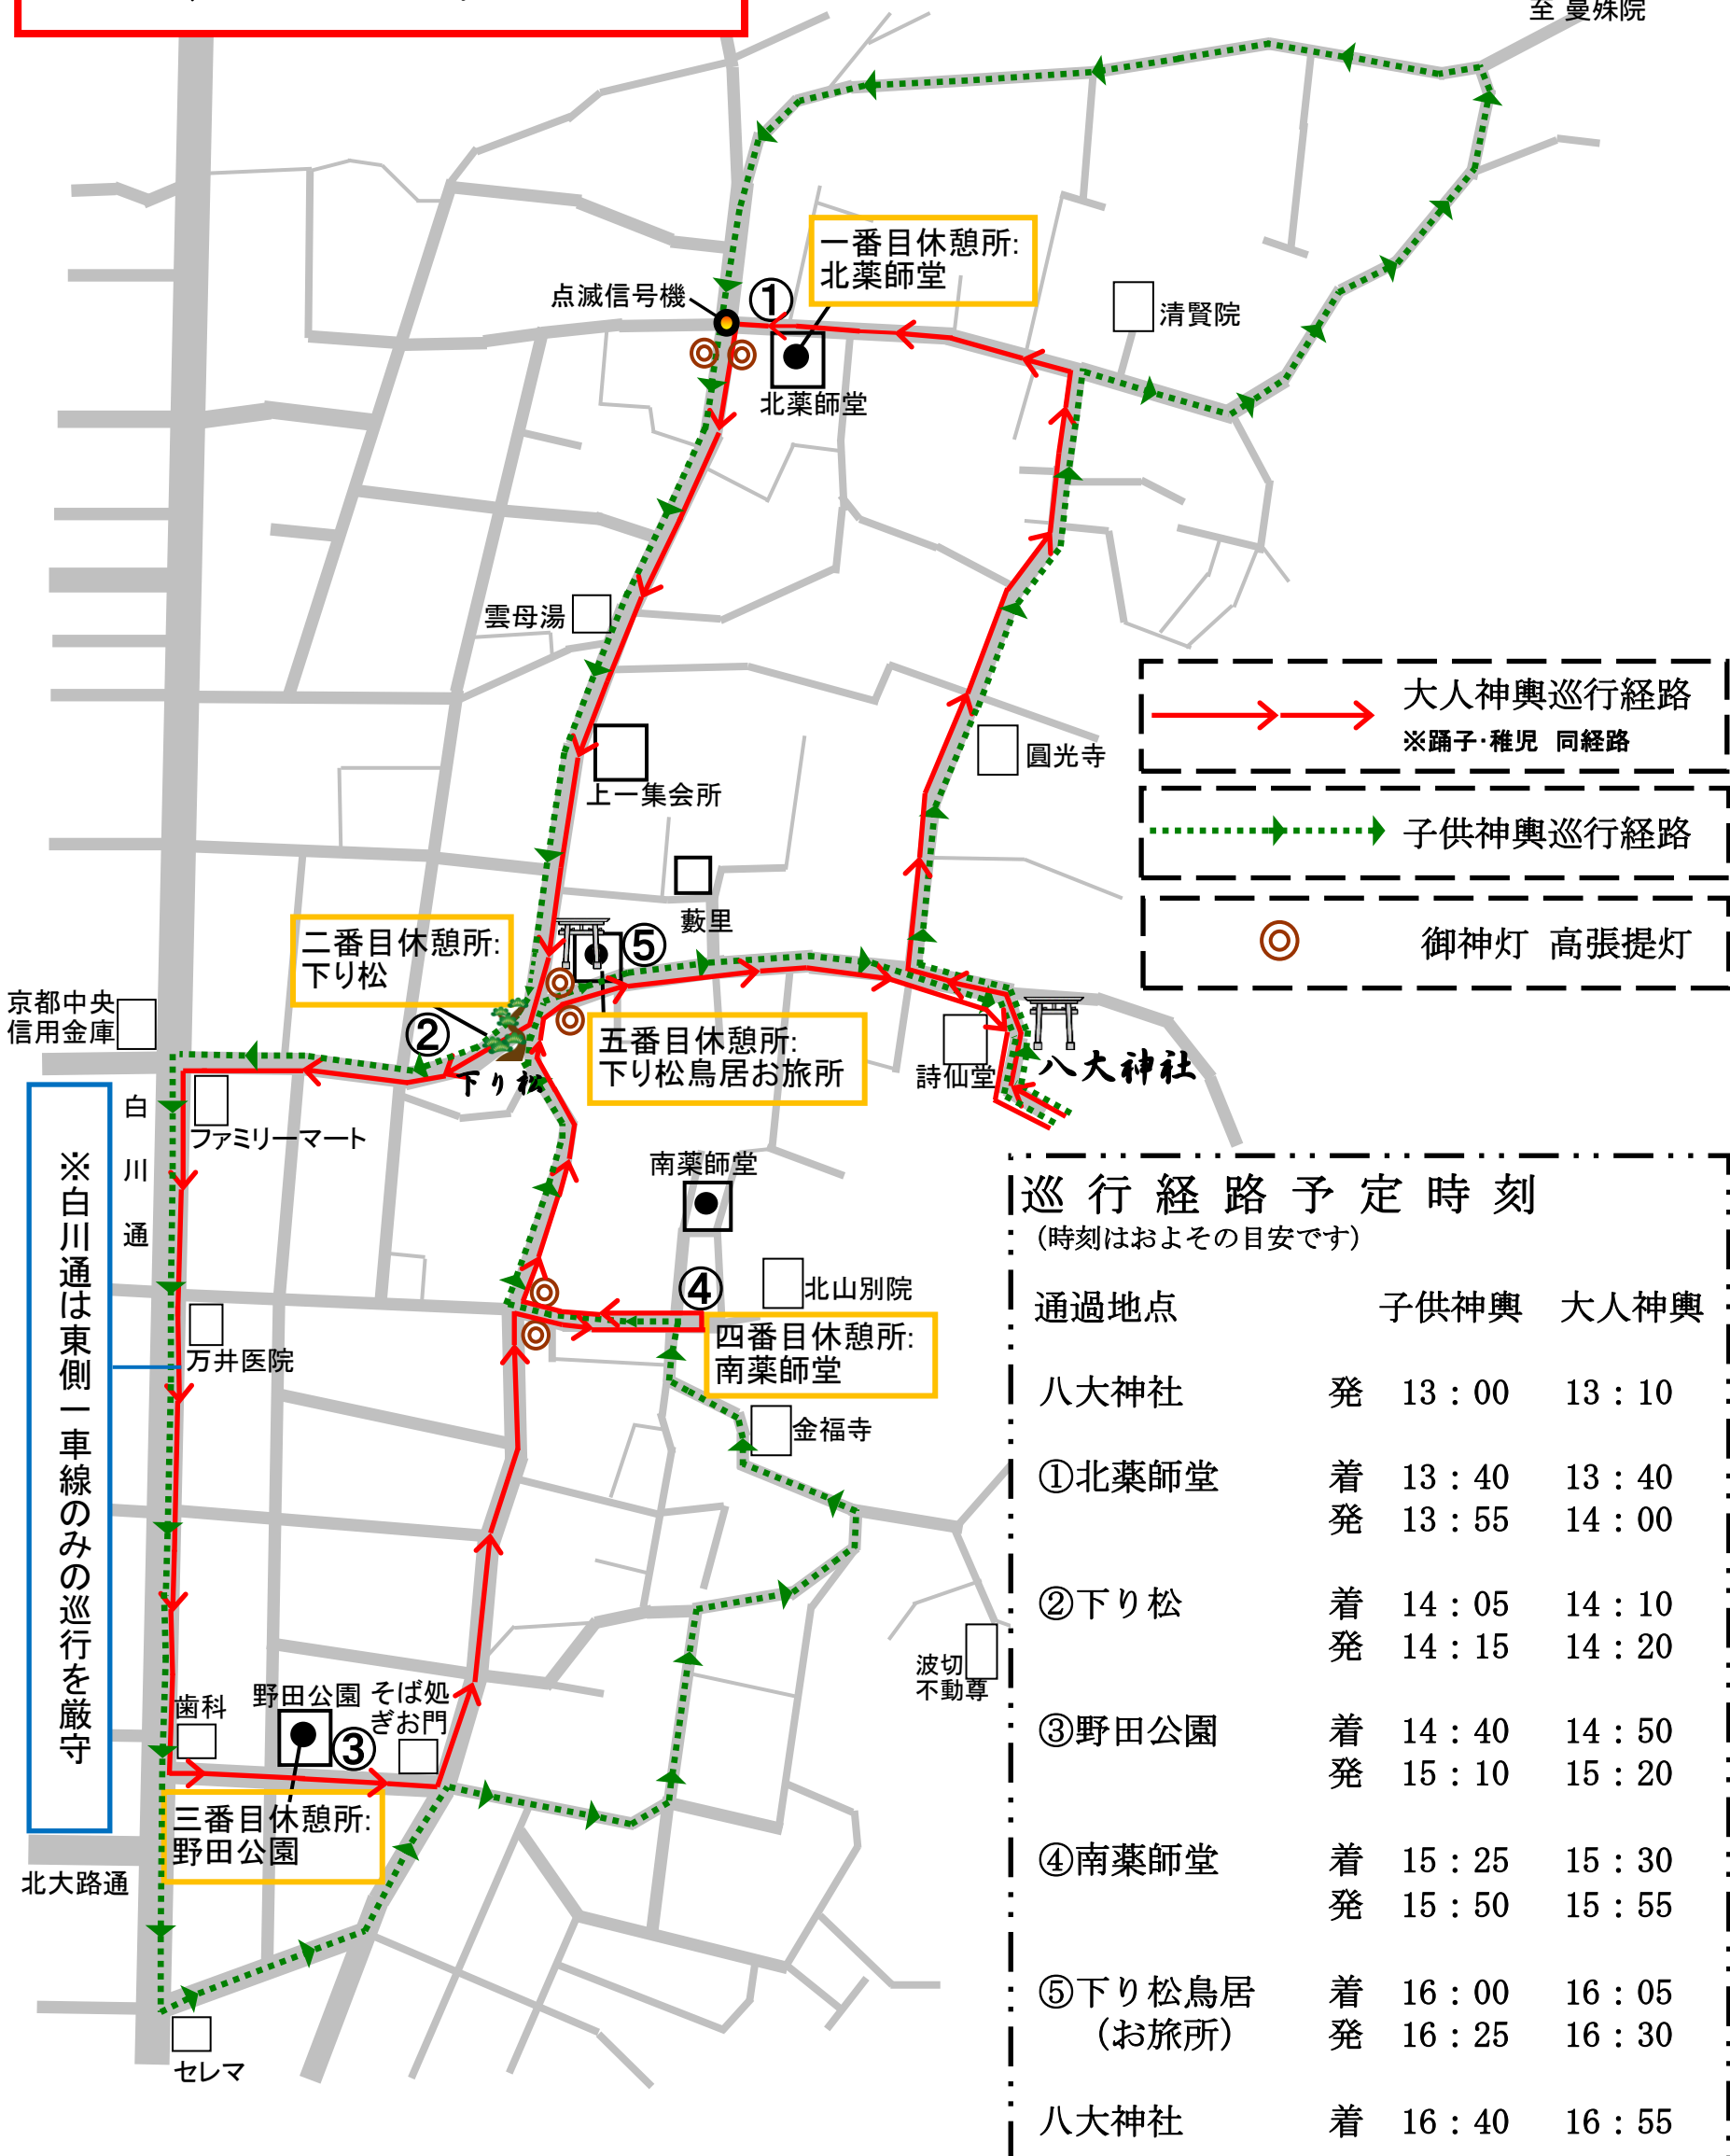 至 曼殊院
一番目休憩所:
北薬師堂
点滅信号機
①
清賢院
北薬師堂
雲母湯
大人神輿巡行経路
※踊子・稚児 同経路
圓光寺
上一集会所
子供神輿巡行経路
藪里
二番目休憩所:
下り松
⑤
御神灯 高張提灯
京都中央
信用金庫
②
五番目休憩所:
下り松鳥居お旅所
下り松
詩仙堂
八大神社
白川通
ファミリーマート
※白川通は東側一車線のみの巡行を厳守
南薬師堂
④
北山別院
万井医院
四番目休憩所:
南薬師堂
金福寺
波切
不動尊
歯科
野田公園
そば処
ぎお門
③
三番目休憩所:
野田公園
北大路通
セレマ
巡行経路予定時刻
(時刻はおよその目安です)
通過地点 子供神輿 大人神輿
八大神社 発 13：00 13：10
①北薬師堂 着 13：40 13：40
発 13：55 14：00
②下り松 着 14：05 14：10
発 14：15 14：20
③野田公園 着 14：40 14：50
発 15：10 15：20
④南薬師堂 着 15：25 15：30
発 15：50 15：55
⑤下り松鳥居 着 16：00 16：05
(お旅所) 発 16：25 16：30
八大神社 着 16：40 16：55